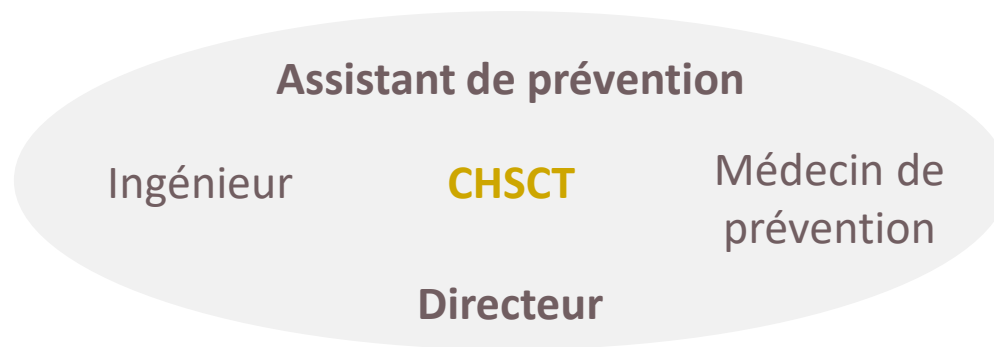 Assistant de prévention
Ingénieur
CHSCT
Médecin de
prévention
Directeur